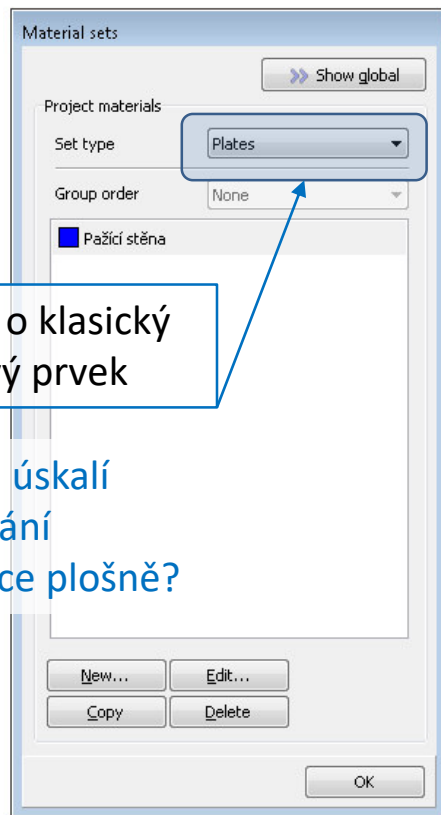 Material sets
Show global
Project materials
Set type Plates
Group order None
Pažící stěna
o klasický
ý prvek
úskalí
ání
ce plošně?
New... Edit...
Copy Delete
OK